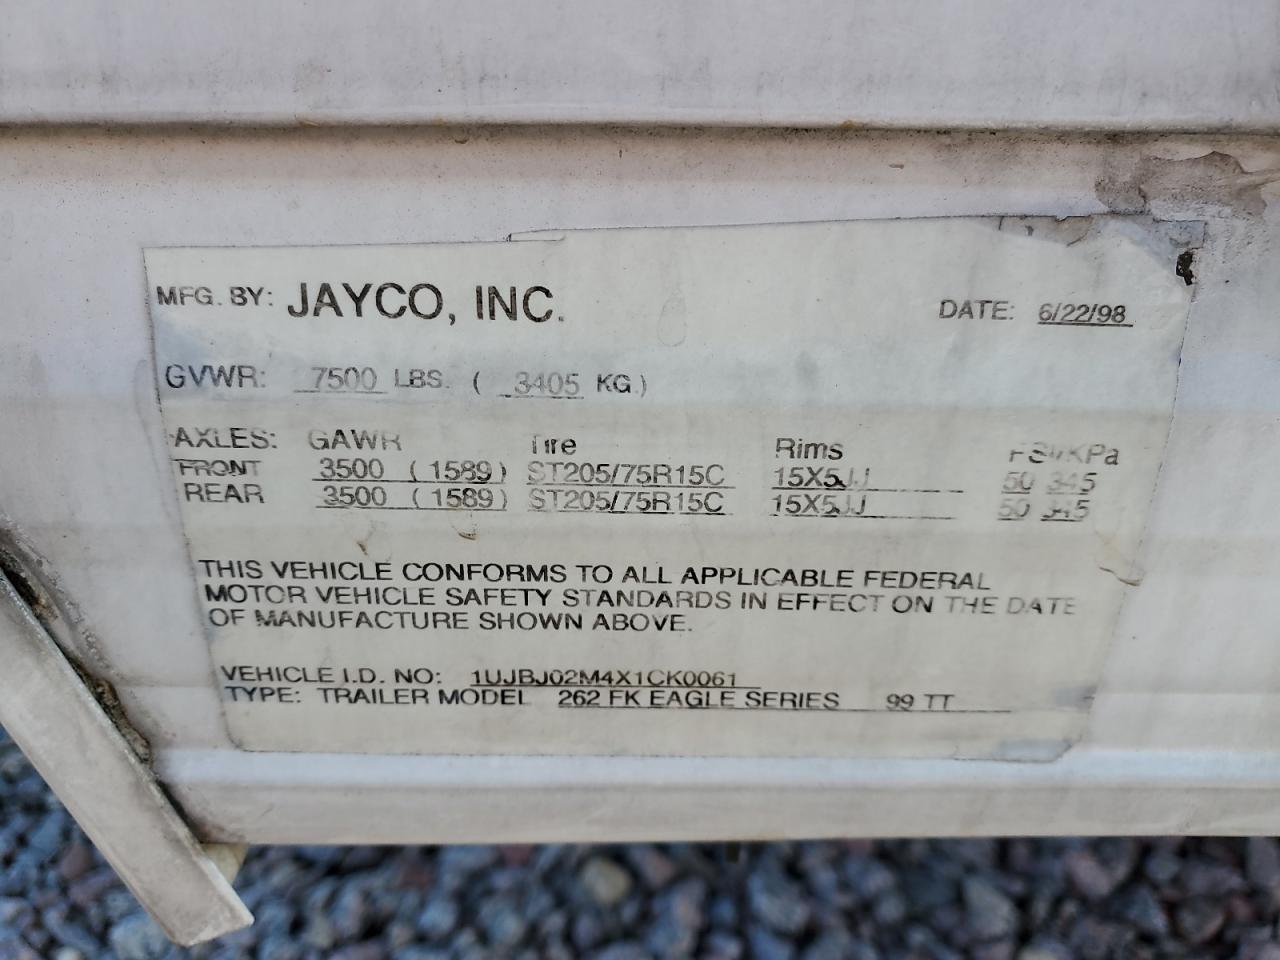 MFG. BY: JAYCO, INC. DATE: 6/22/98
GVWR: 7500 LBS. ( 3405 KG.)
AXLES: GAWR Tire Rims PSI/KPa
FRONT 3500 ( 1589 ) ST205/75R15C 15X5JJ 50 345
REAR 3500 ( 1589 ) ST205/75R15C 15X5JJ 50 345
THIS VEHICLE CONFORMS TO ALL APPLICABLE FEDERAL
MOTOR VEHICLE SAFETY STANDARDS IN EFFECT ON THE DATE
OF MANUFACTURE SHOWN ABOVE.
VEHICLE I.D. NO: 1UJBJ02M4X1CK0061
TYPE: TRAILER MODEL 262 FK EAGLE SERIES 99 TT